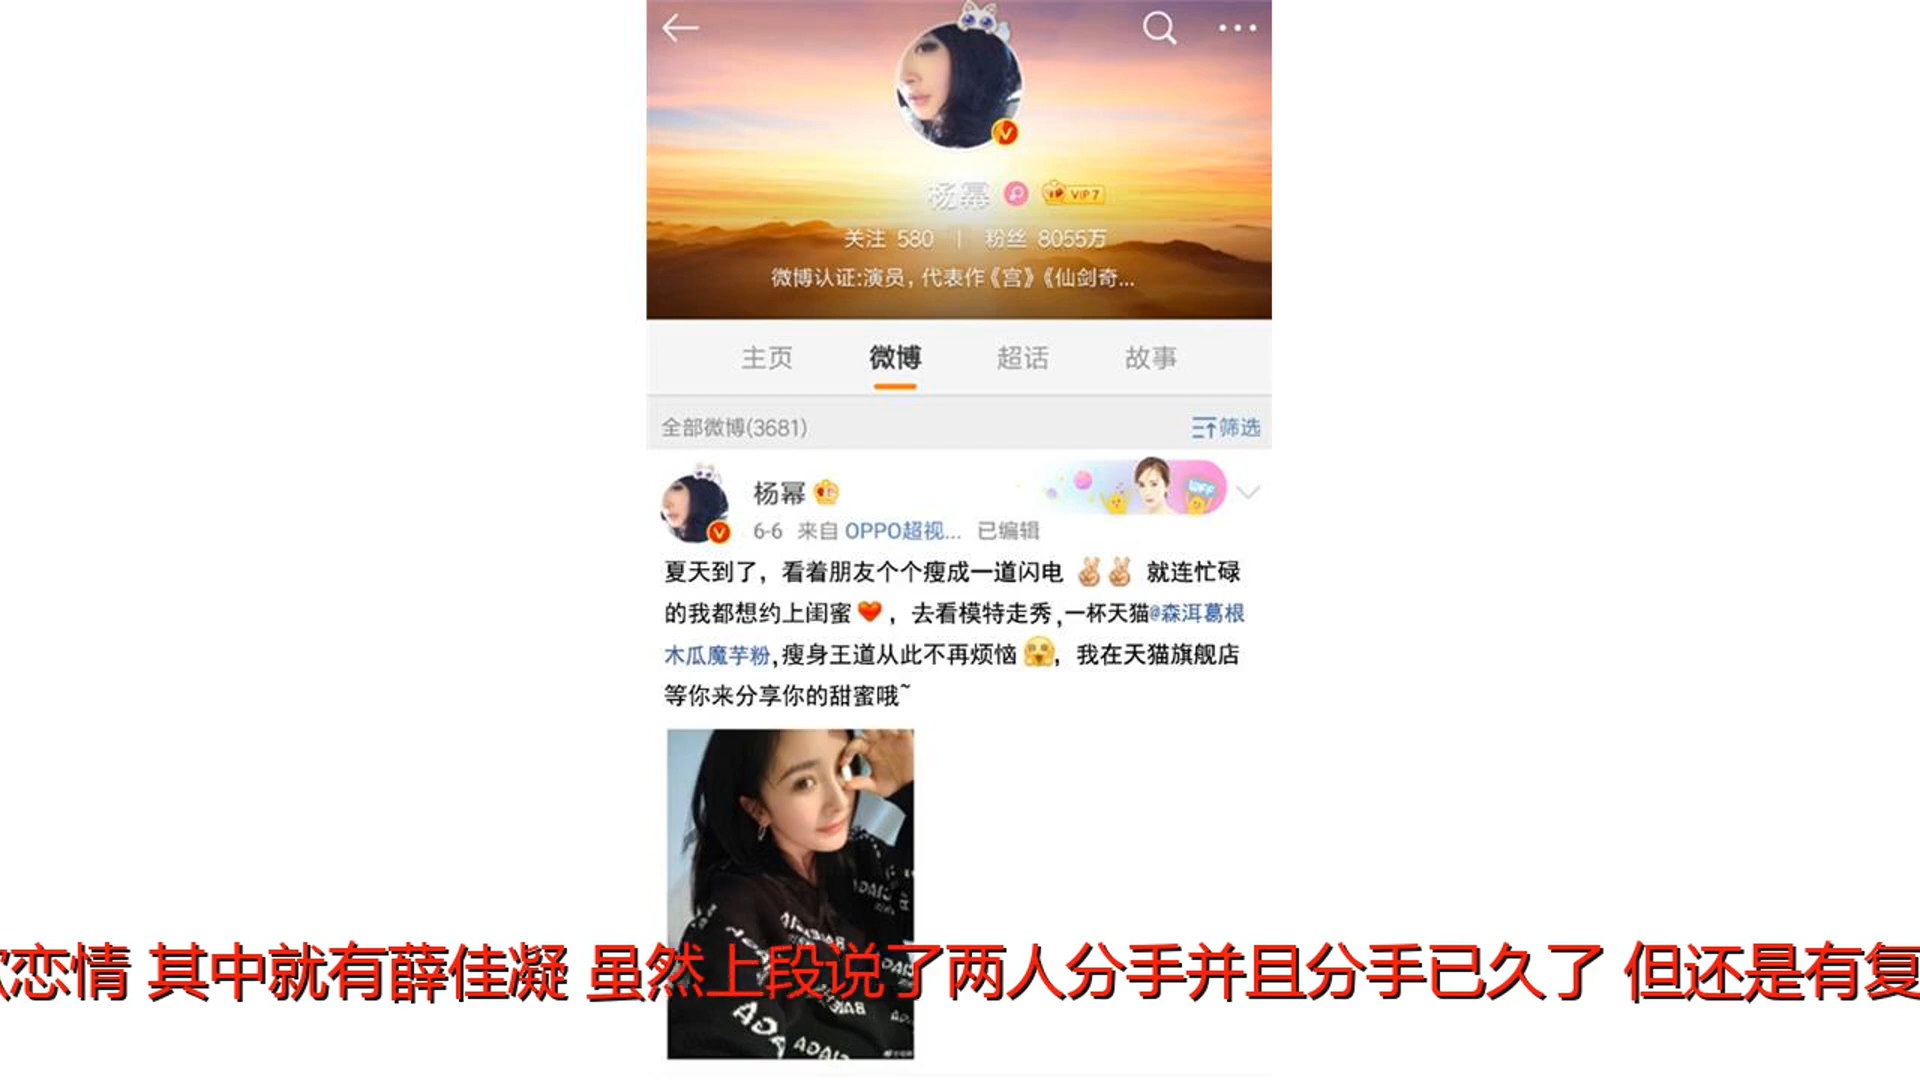 杨幂 VIP 7
关注 580 | 粉丝 8055万
微博认证:演员，代表作《宫》《仙剑奇...
主页 微博 超话 故事
全部微博(3681) 筛选
杨幂
6-6 来自 OPPO超视... 已编辑
夏天到了，看着朋友个个瘦成一道闪电✌✌ 就连忙碌
的我都想约上闺蜜❤，去看模特走秀,一杯天猫@森洱葛根
木瓜魔芋粉,瘦身王道从此不再烦恼，我在天猫旗舰店
等你来分享你的甜蜜哦~
恋情 其中就有薛佳凝 虽然上段说了两人分手并且分手已久了 但还是有复